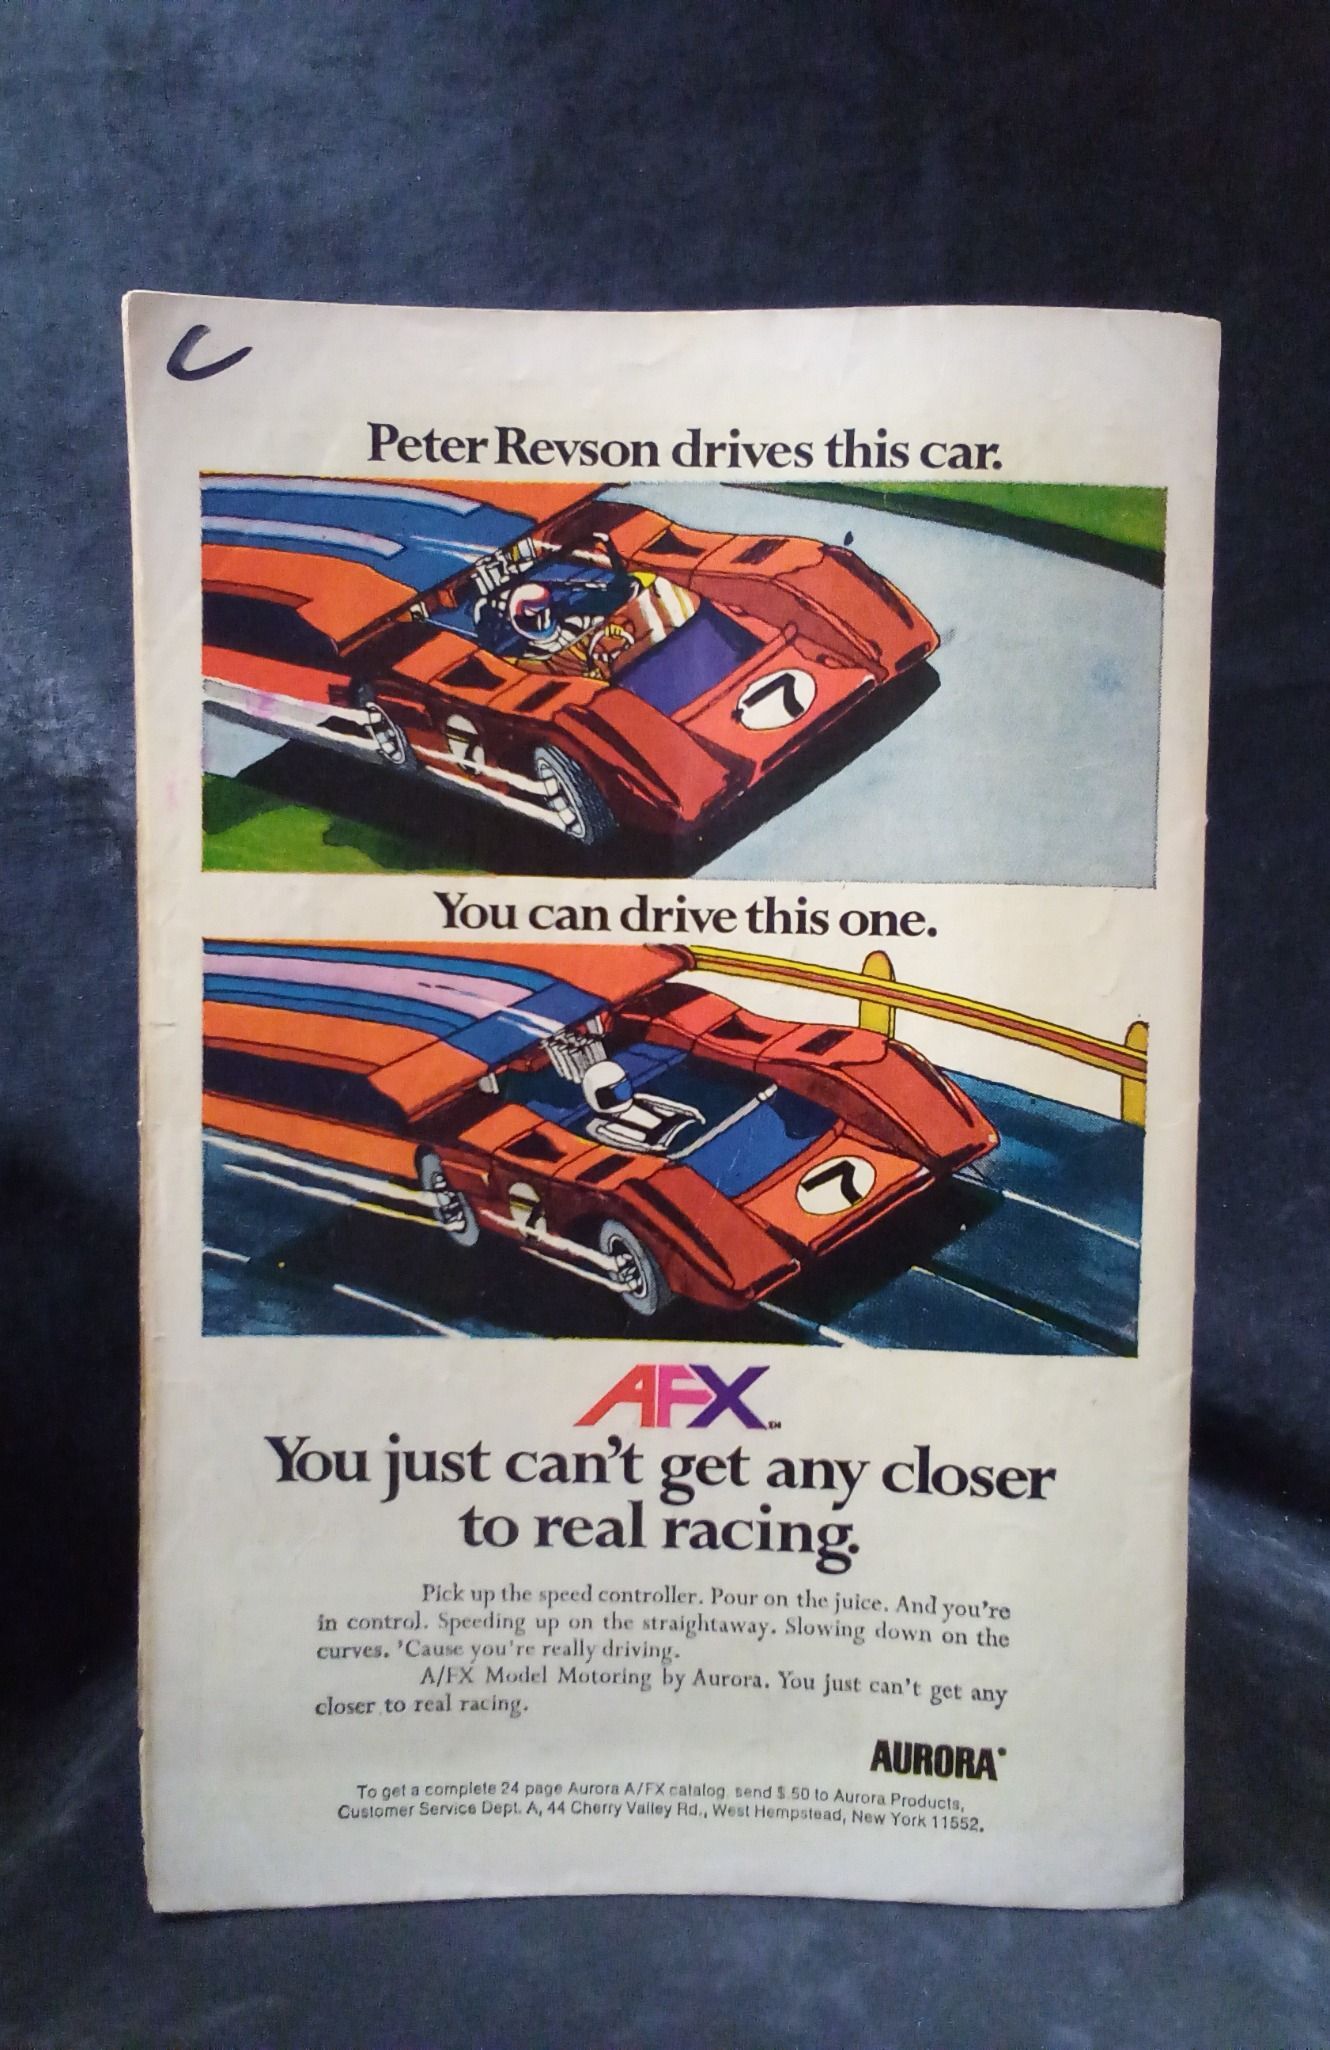 Peter Revson drives this car.
7
7
You can drive this one.
7
7
AFX
You just can't get any closer
to real racing.
Pick up the speed controller. Pour on the juice. And you're
in control. Speeding up on the straightaway. Slowing down on the
curves. 'Cause you're really driving.
A/FX Model Motoring by Aurora. You just can't get any
closer to real racing.
AURORA
To get a complete 24 page Aurora A/FX catalog, send $.50 to Aurora Products,
Customer Service Dept. A, 44 Cherry Valley Rd., West Hempstead, New York 11552.